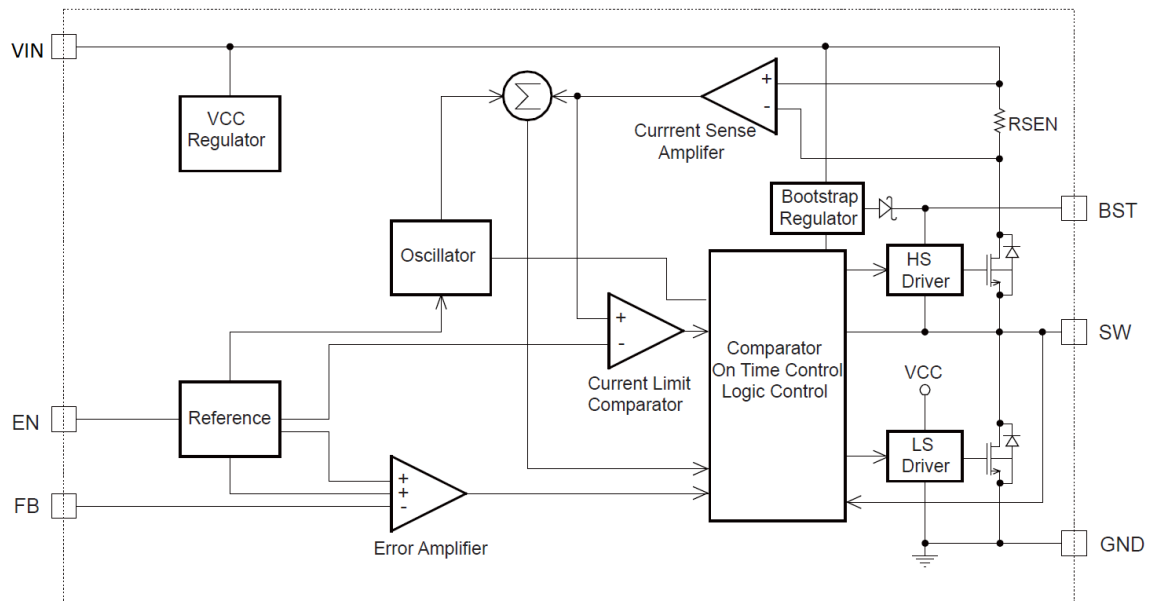 VIN
VCC
Regulator
Σ
+
-
Currrent Sense
Amplifer
RSEN
Bootstrap
Regulator
BST
Oscillator
HS
Driver
+
-
Current Limit
Comparator
Comparator
On Time Control
Logic Control
SW
VCC
EN
Reference
LS
Driver
FB
+
+
-
Error Amplifier
GND